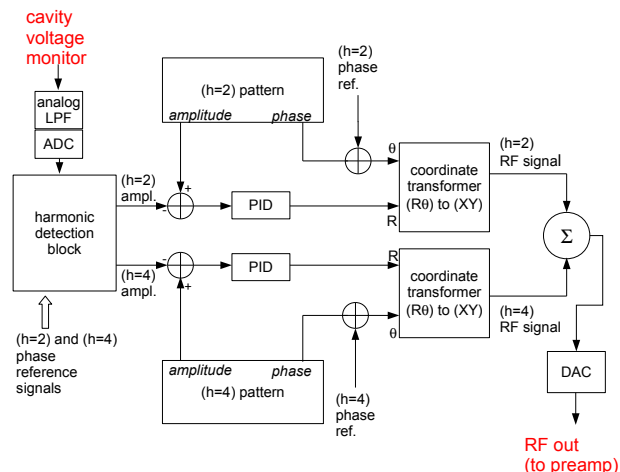 cavity
voltage
monitor
analog
LPF
ADC
harmonic
detection
block
(h=2) and (h=4)
phase
reference
signals
(h=2)
ampl.
(h=4)
ampl.
(h=2) pattern
amplitude
phase
(h=2)
phase
ref.
+
-
PID
θ
R
coordinate
transformer
(Rθ) to (XY)
(h=2)
RF signal
-
+
PID
R
θ
coordinate
transformer
(Rθ) to (XY)
(h=4)
RF signal
amplitude
phase
(h=4) pattern
(h=4)
phase
ref.
Σ
DAC
RF out
(to preamp)